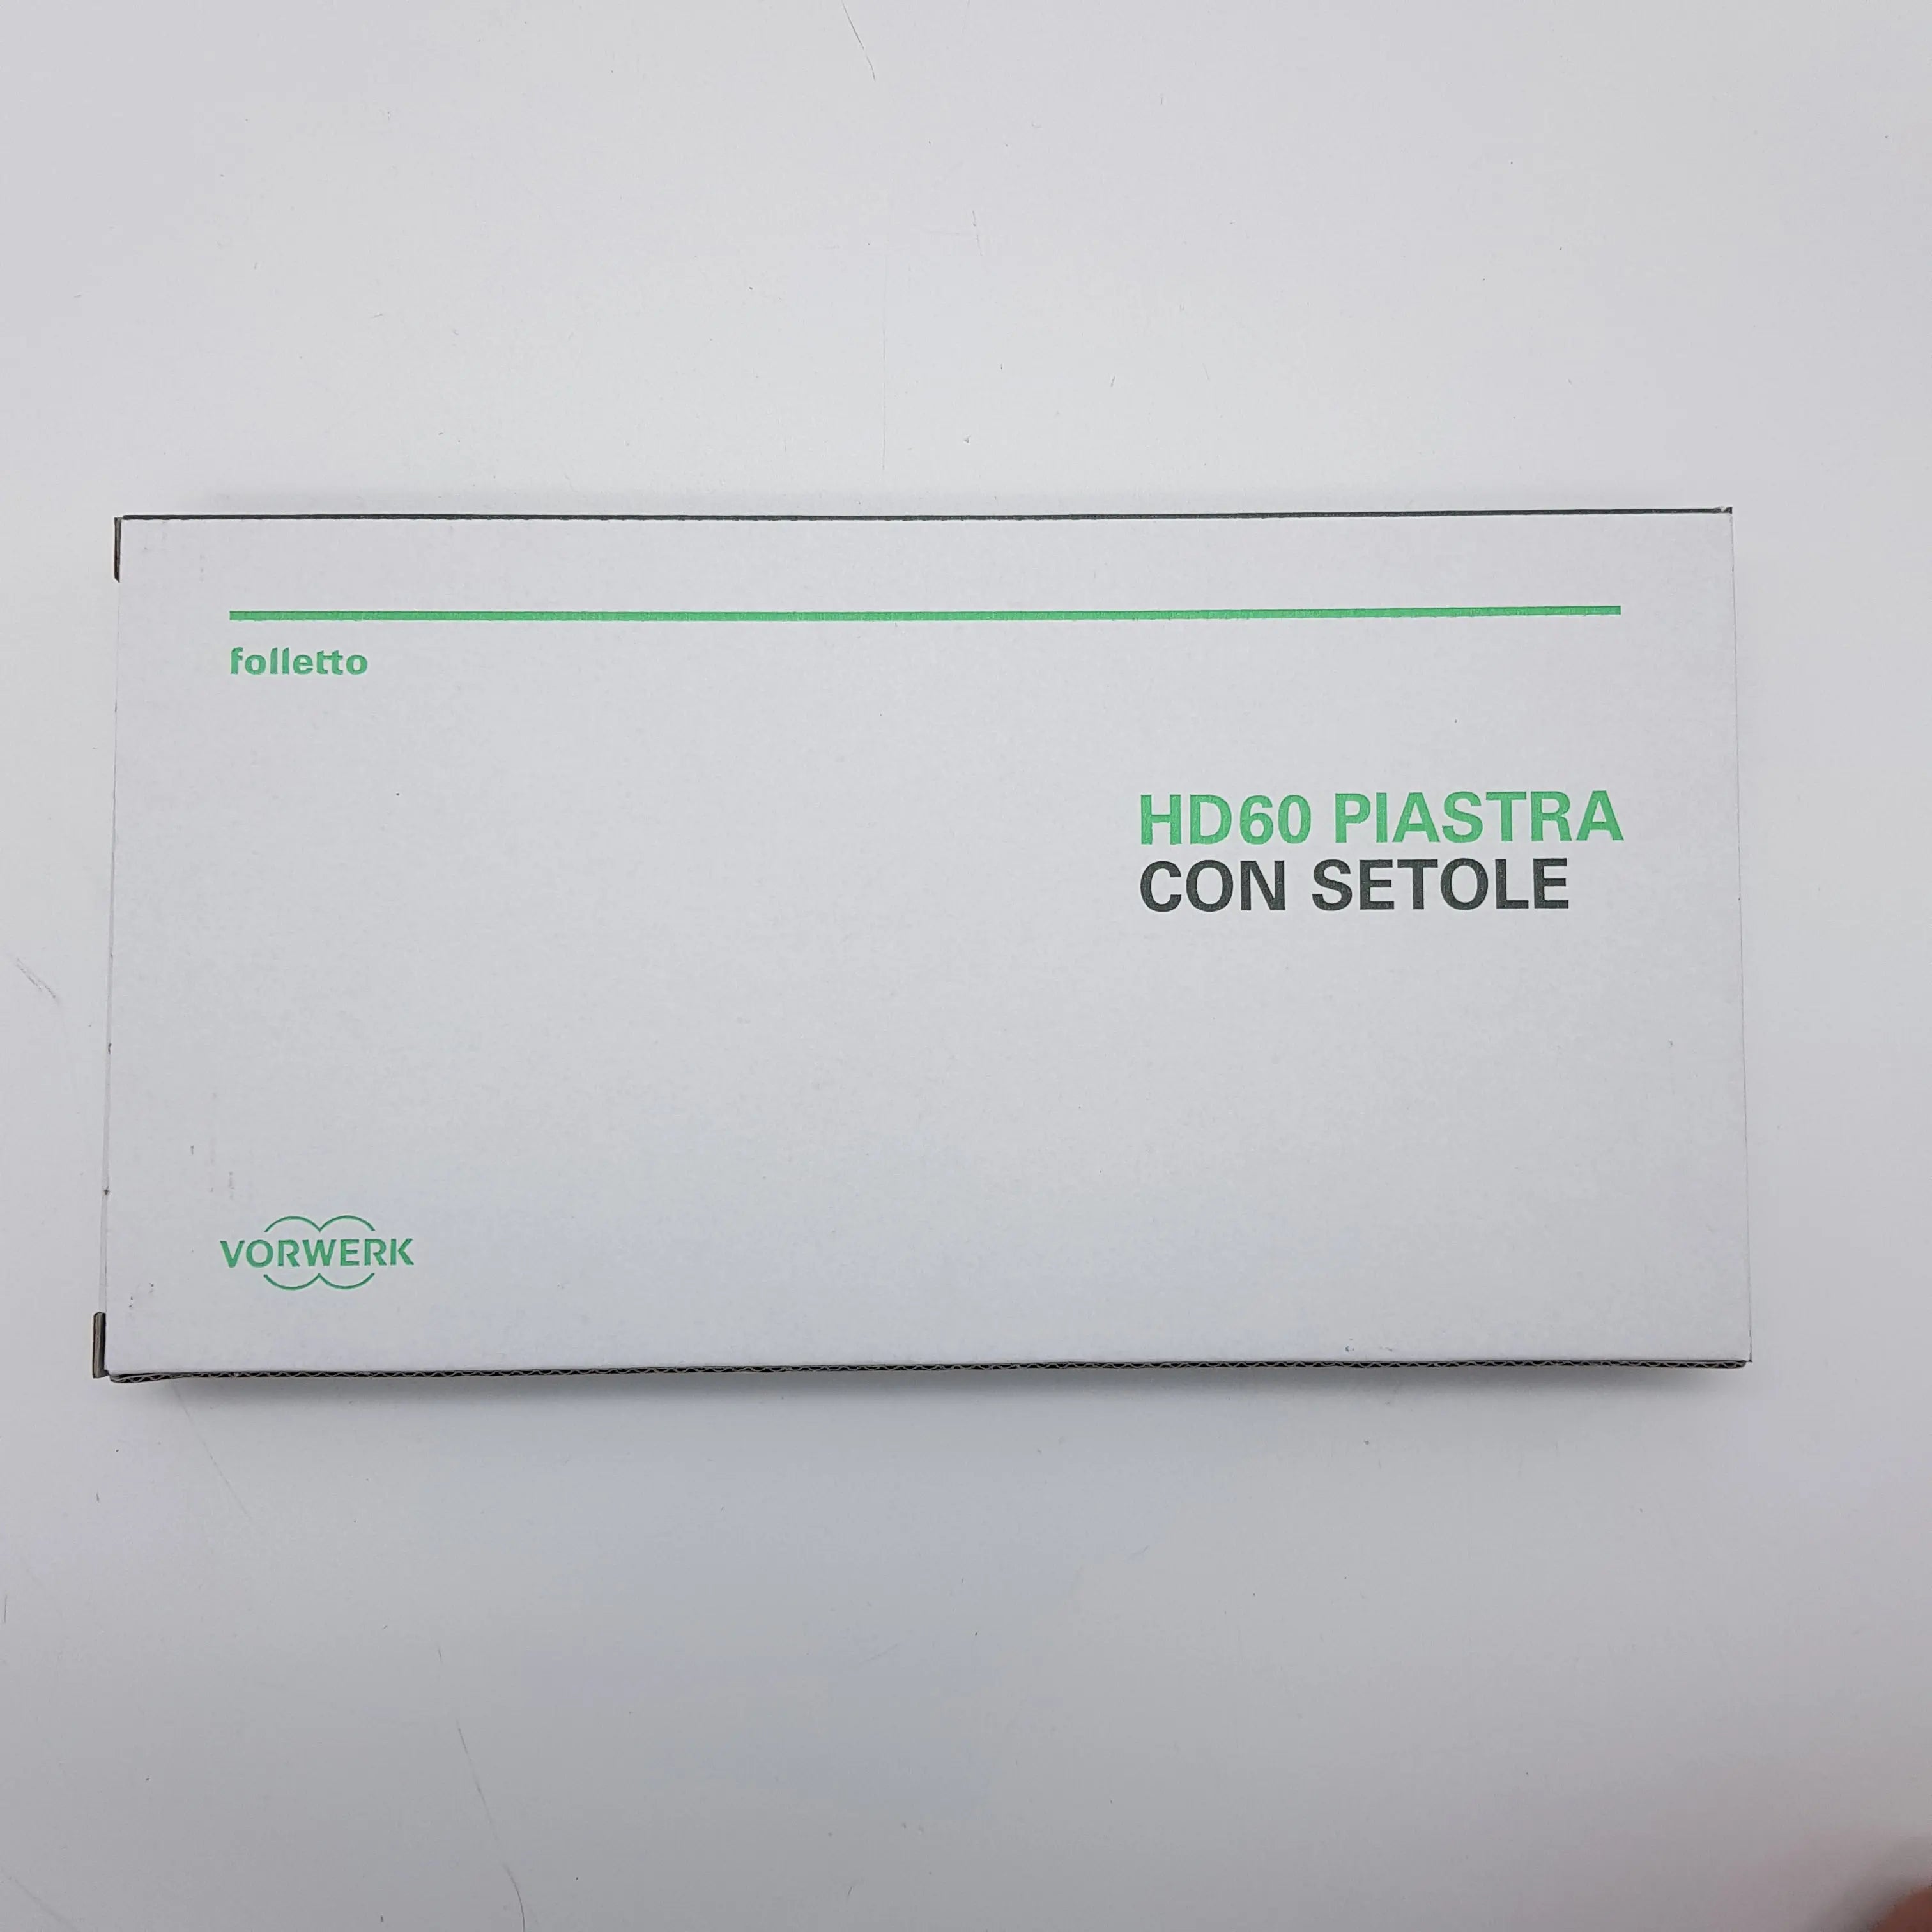 folletto
HD60 PIASTRA
CON SETOLE
VORWERK